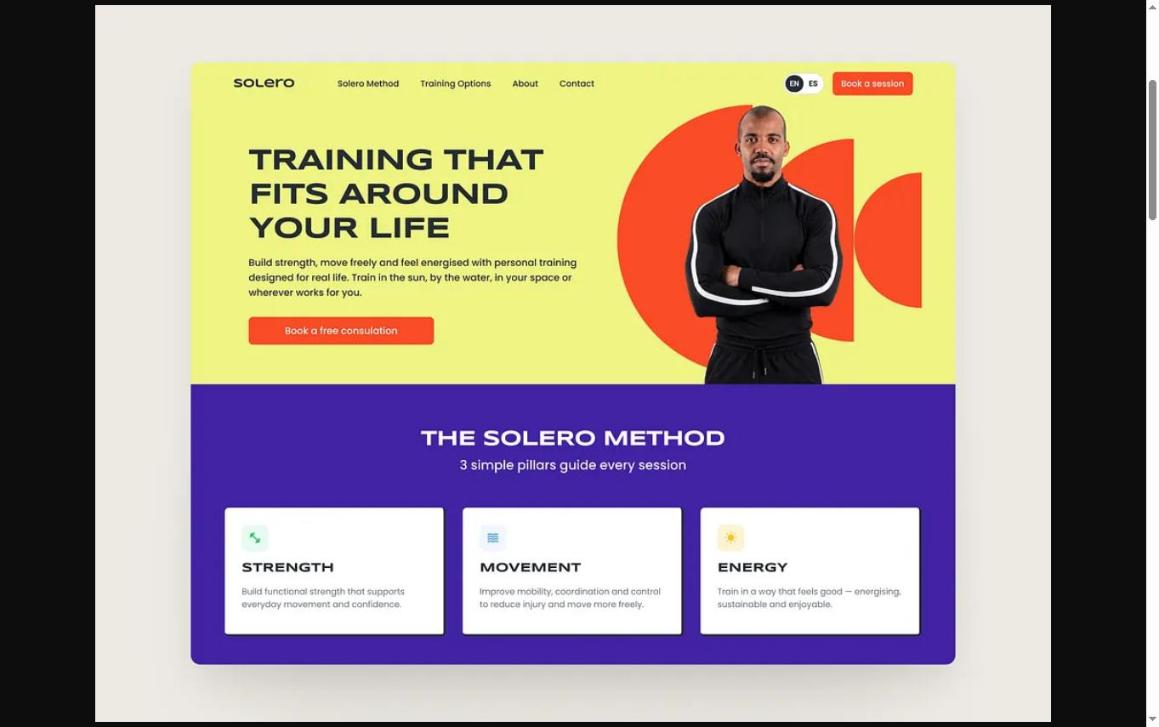 SOLErO
Solero Method
Training Options
About
Contact
EN
ES
Book a session
TRAINING THAT
FITS AROUND
YOUR LIFE
Build strength, move freely and feel energised with personal training
designed for real life. Train in the sun, by the water, in your space or
wherever works for you.
Book a free consulation
THE SOLERO METHOD
3 simple pillars guide every session
STRENGTH
Build functional strength that supports
everyday movement and confidence.
MOVEMENT
Improve mobility, coordination and control
to reduce injury and move more freely.
ENERGY
Train in a way that feels good — energising,
sustainable and enjoyable.